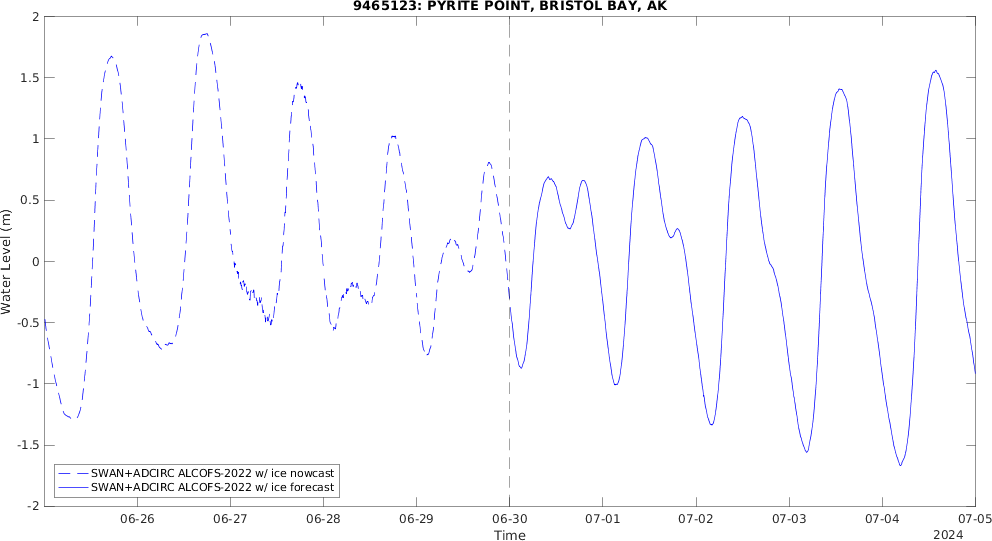 9465123: PYRITE POINT, BRISTOL BAY, AK
2
1.5
1
0.5
0
-0.5
-1
-1.5
-2
Water Level (m)
SWAN+ADCIRC ALCOFS-2022 w/ ice nowcast
SWAN+ADCIRC ALCOFS-2022 w/ ice forecast
06-26 06-27 06-28 06-29 06-30 07-01 07-02 07-03 07-04 07-05
Time
2024